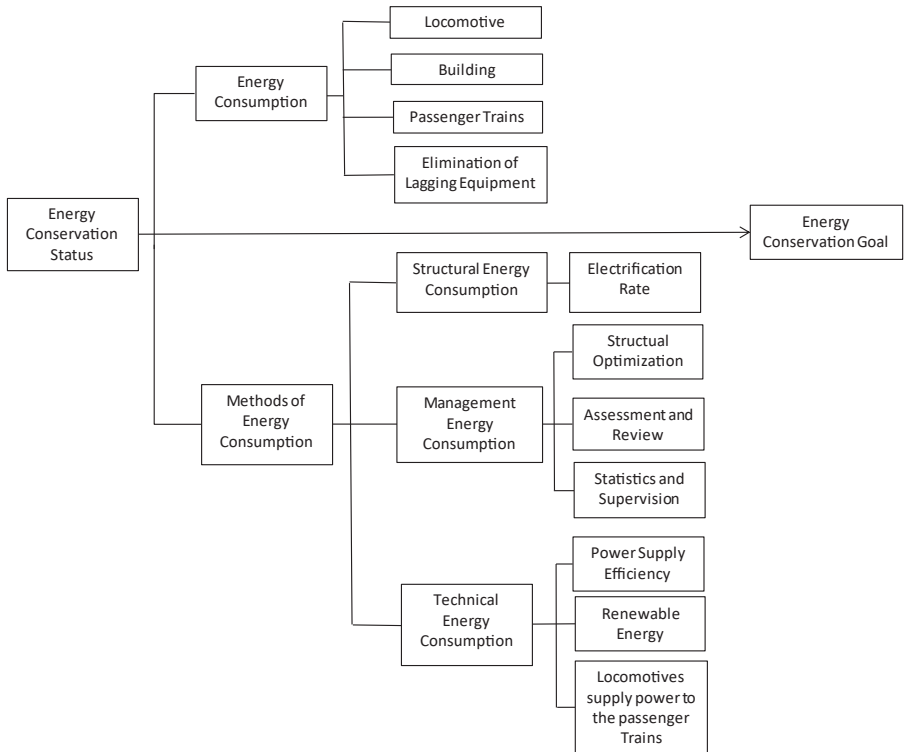 Locomotive
Building
Passenger Trains
Elimination of
Lagging Equipment
Energy
Consumption
Energy
Conservation
Status
Energy
Conservation Goal
Structural Energy
Consumption
Electrification
Rate
Methods of
Energy
Consumption
Management
Energy
Consumption
Structual
Optimization
Assessment and
Review
Statistics and
Supervision
Technical
Energy
Consumption
Power Supply
Efficiency
Renewable
Energy
Locomotives
supply power to
the passenger
Trains